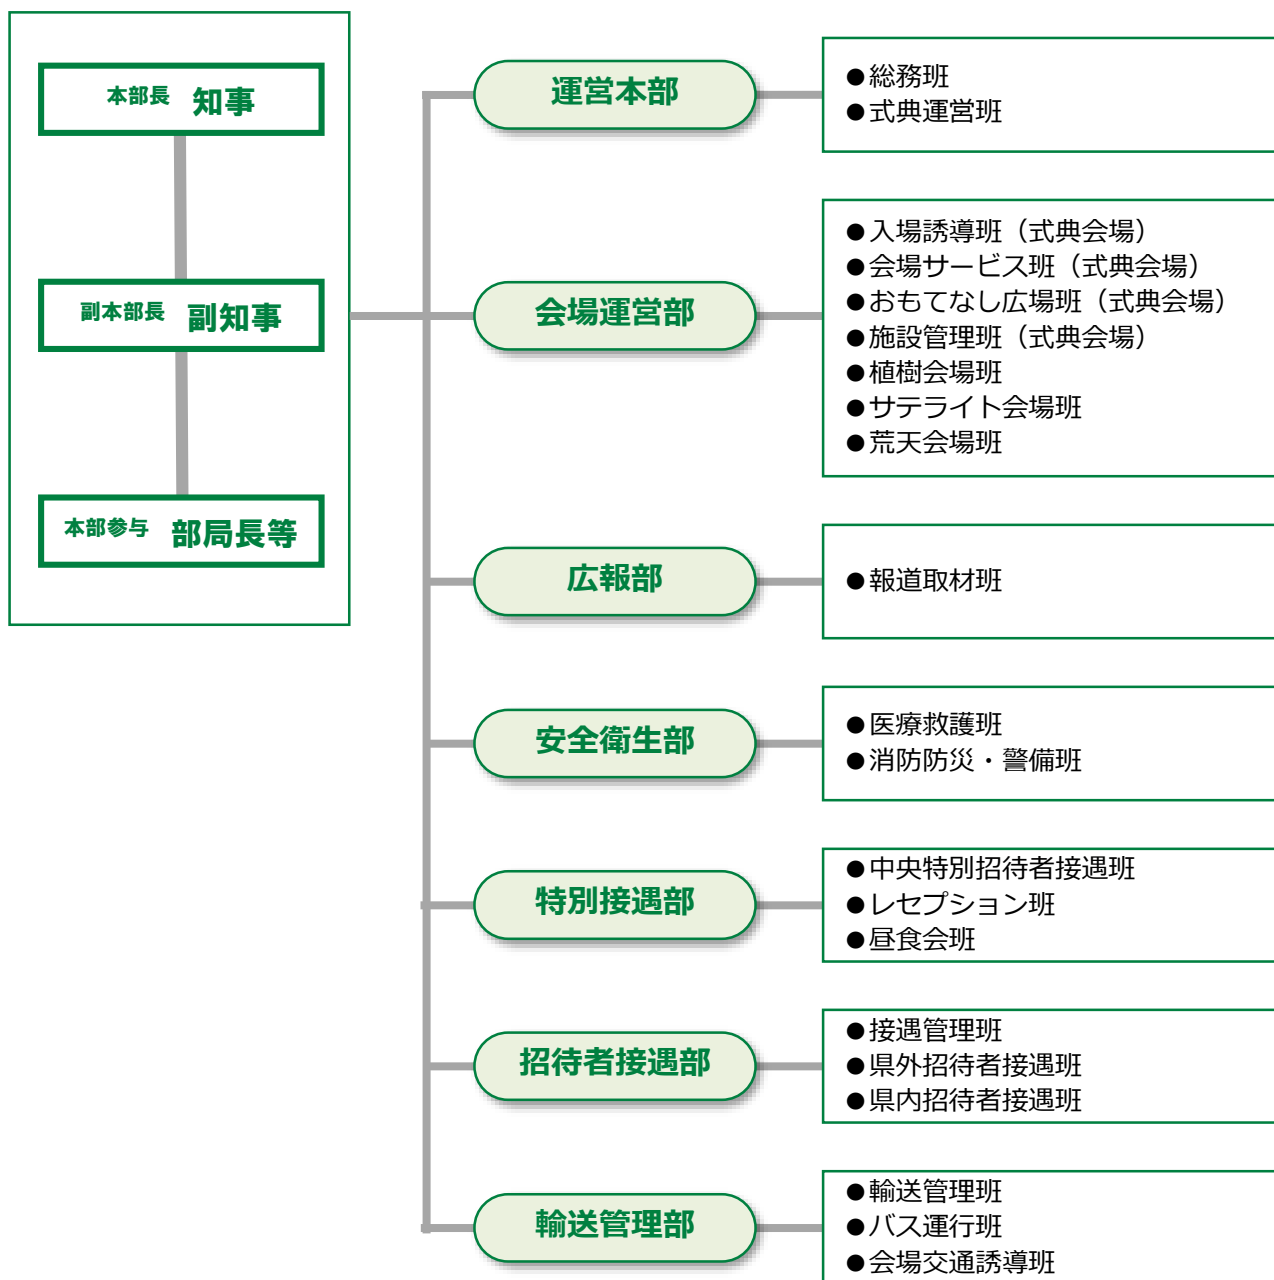 本部長 知事
副本部長 副知事
本部参与 部局長等
運営本部
●総務班
●式典運営班
会場運営部
●入場誘導班（式典会場）
●会場サービス班（式典会場）
●おもてなし広場班（式典会場）
●施設管理班（式典会場）
●植樹会場班
●サテライト会場班
●荒天会場班
広報部
●報道取材班
安全衛生部
●医療救護班
●消防防災・警備班
特別接遇部
●中央特別招待者接遇班
●レセプション班
●昼食会班
招待者接遇部
●接遇管理班
●県外招待者接遇班
●県内招待者接遇班
輸送管理部
●輸送管理班
●バス運行班
●会場交通誘導班